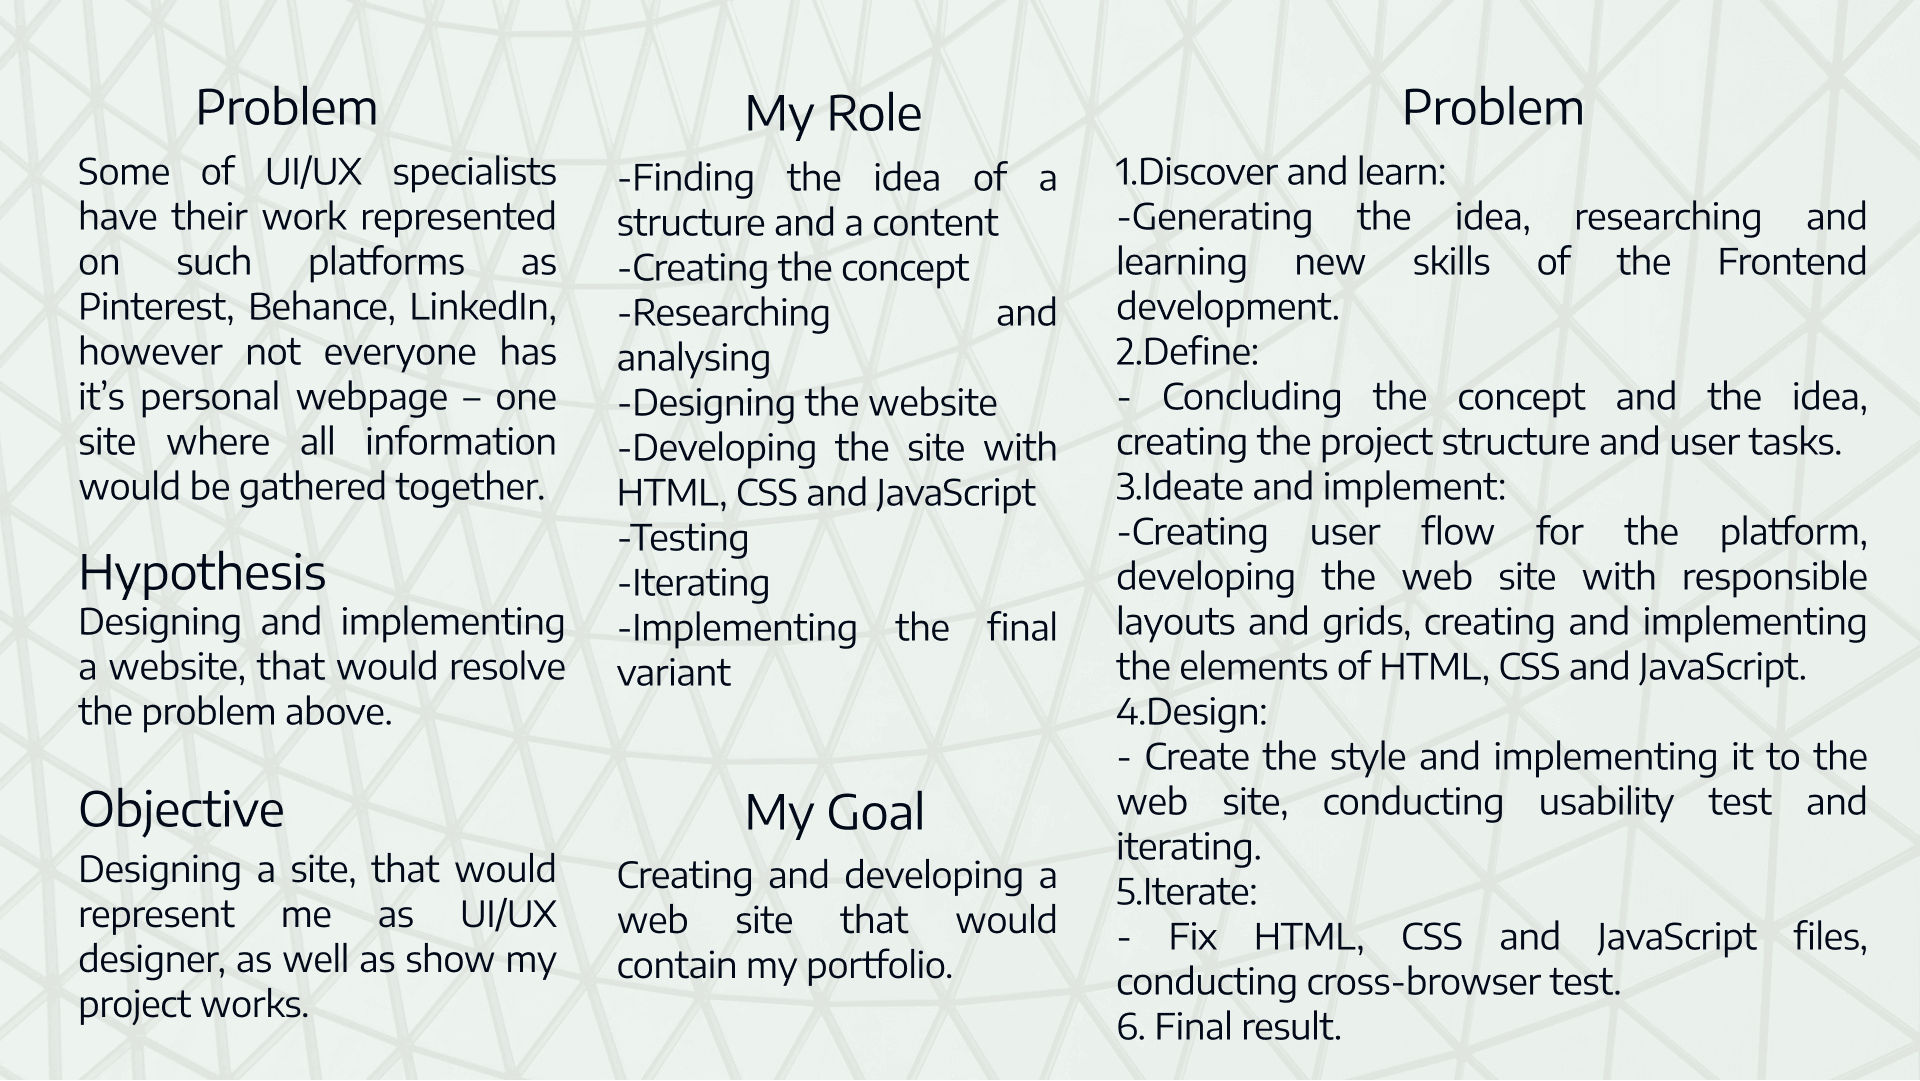 Problem
Some of UI/UX specialists
have their work represented
on such platforms as
Pinterest, Behance, LinkedIn,
however not everyone has
it’s personal webpage – one
site where all information
would be gathered together.
Hypothesis
Designing and implementing
a website, that would resolve
the problem above.
Objective
Designing a site, that would
represent me as UI/UX
designer, as well as show my
project works.
My Role
-Finding the idea of a
structure and a content
-Creating the concept
-Researching and
analysing
-Designing the website
-Developing the site with
HTML, CSS and JavaScript
-Testing
-Iterating
-Implementing the final
variant
My Goal
Creating and developing a
web site that would
contain my portfolio.
Problem
1.Discover and learn:
-Generating the idea, researching and
learning new skills of the Frontend
development.
2.Define:
- Concluding the concept and the idea,
creating the project structure and user tasks.
3.Ideate and implement:
-Creating user flow for the platform,
developing the web site with responsible
layouts and grids, creating and implementing
the elements of HTML, CSS and JavaScript.
4.Design:
- Create the style and implementing it to the
web site, conducting usability test and
iterating.
5.Iterate:
- Fix HTML, CSS and JavaScript files,
conducting cross-browser test.
6. Final result.